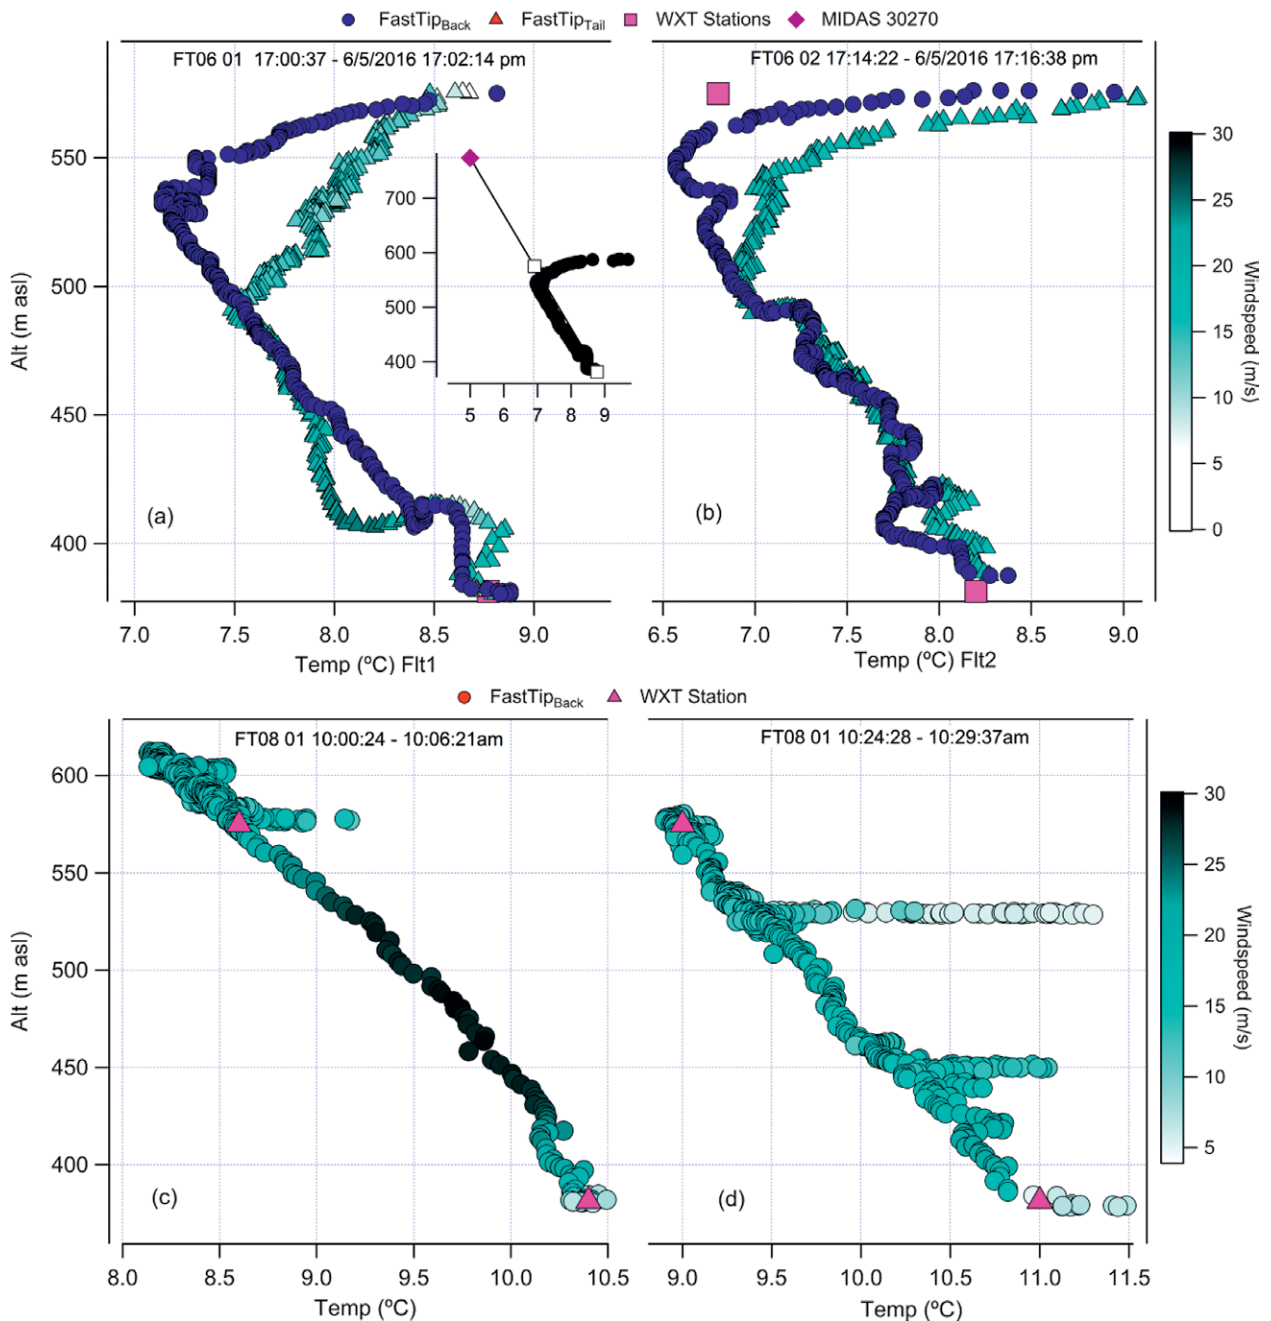 FastTipBack FastTipTail WXT Stations MIDAS 30270
FT06 01 17:00:37 - 6/5/2016 17:02:14 pm
FT06 02 17:14:22 - 6/5/2016 17:16:38 pm
550
500
450
400
Alt (m asl)
700
600
500
400
5 6 7 8 9
(a)
(b)
7.0 7.5 8.0 8.5 9.0
Temp (ºC) Flt1
6.5 7.0 7.5 8.0 8.5 9.0
Temp (ºC) Flt2
30
25
20
15
10
5
0
Windspeed (m/s)
FastTipBack WXT Station
FT08 01 10:00:24 - 10:06:21am
FT08 01 10:24:28 - 10:29:37am
600
550
500
450
400
Alt (m asl)
(c)
(d)
8.0 8.5 9.0 9.5 10.0 10.5
Temp (ºC)
9.0 9.5 10.0 10.5 11.0 11.5
Temp (ºC)
30
25
20
15
10
5
Windspeed (m/s)